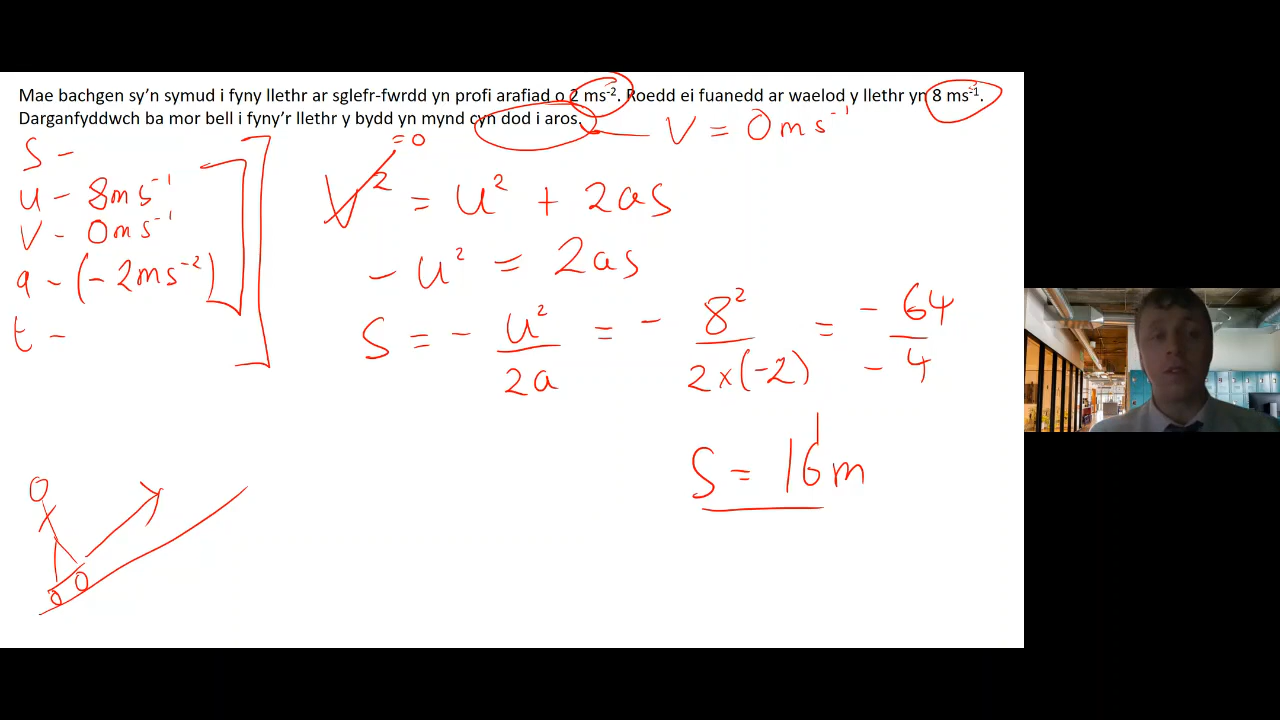 Mae bachgen sy'n symud i fyny llethr ar sglefr-fwrdd yn profi arafiad o 2 ms⁻². Roedd ei fuanedd ar waelod y llethr yn 8 ms⁻¹.
Darganfyddwch ba mor bell i fyny'r llethr y bydd yn mynd cyn dod i aros.
V = 0ms⁻¹
S -
u - 8ms⁻¹
V - 0ms⁻¹
a - (-2ms⁻²)
t -
= 0
V² = u² + 2as
- u² = 2as
S = - u²/2a = - 8²/2×(-2) = - 64/- 4
S = 16m